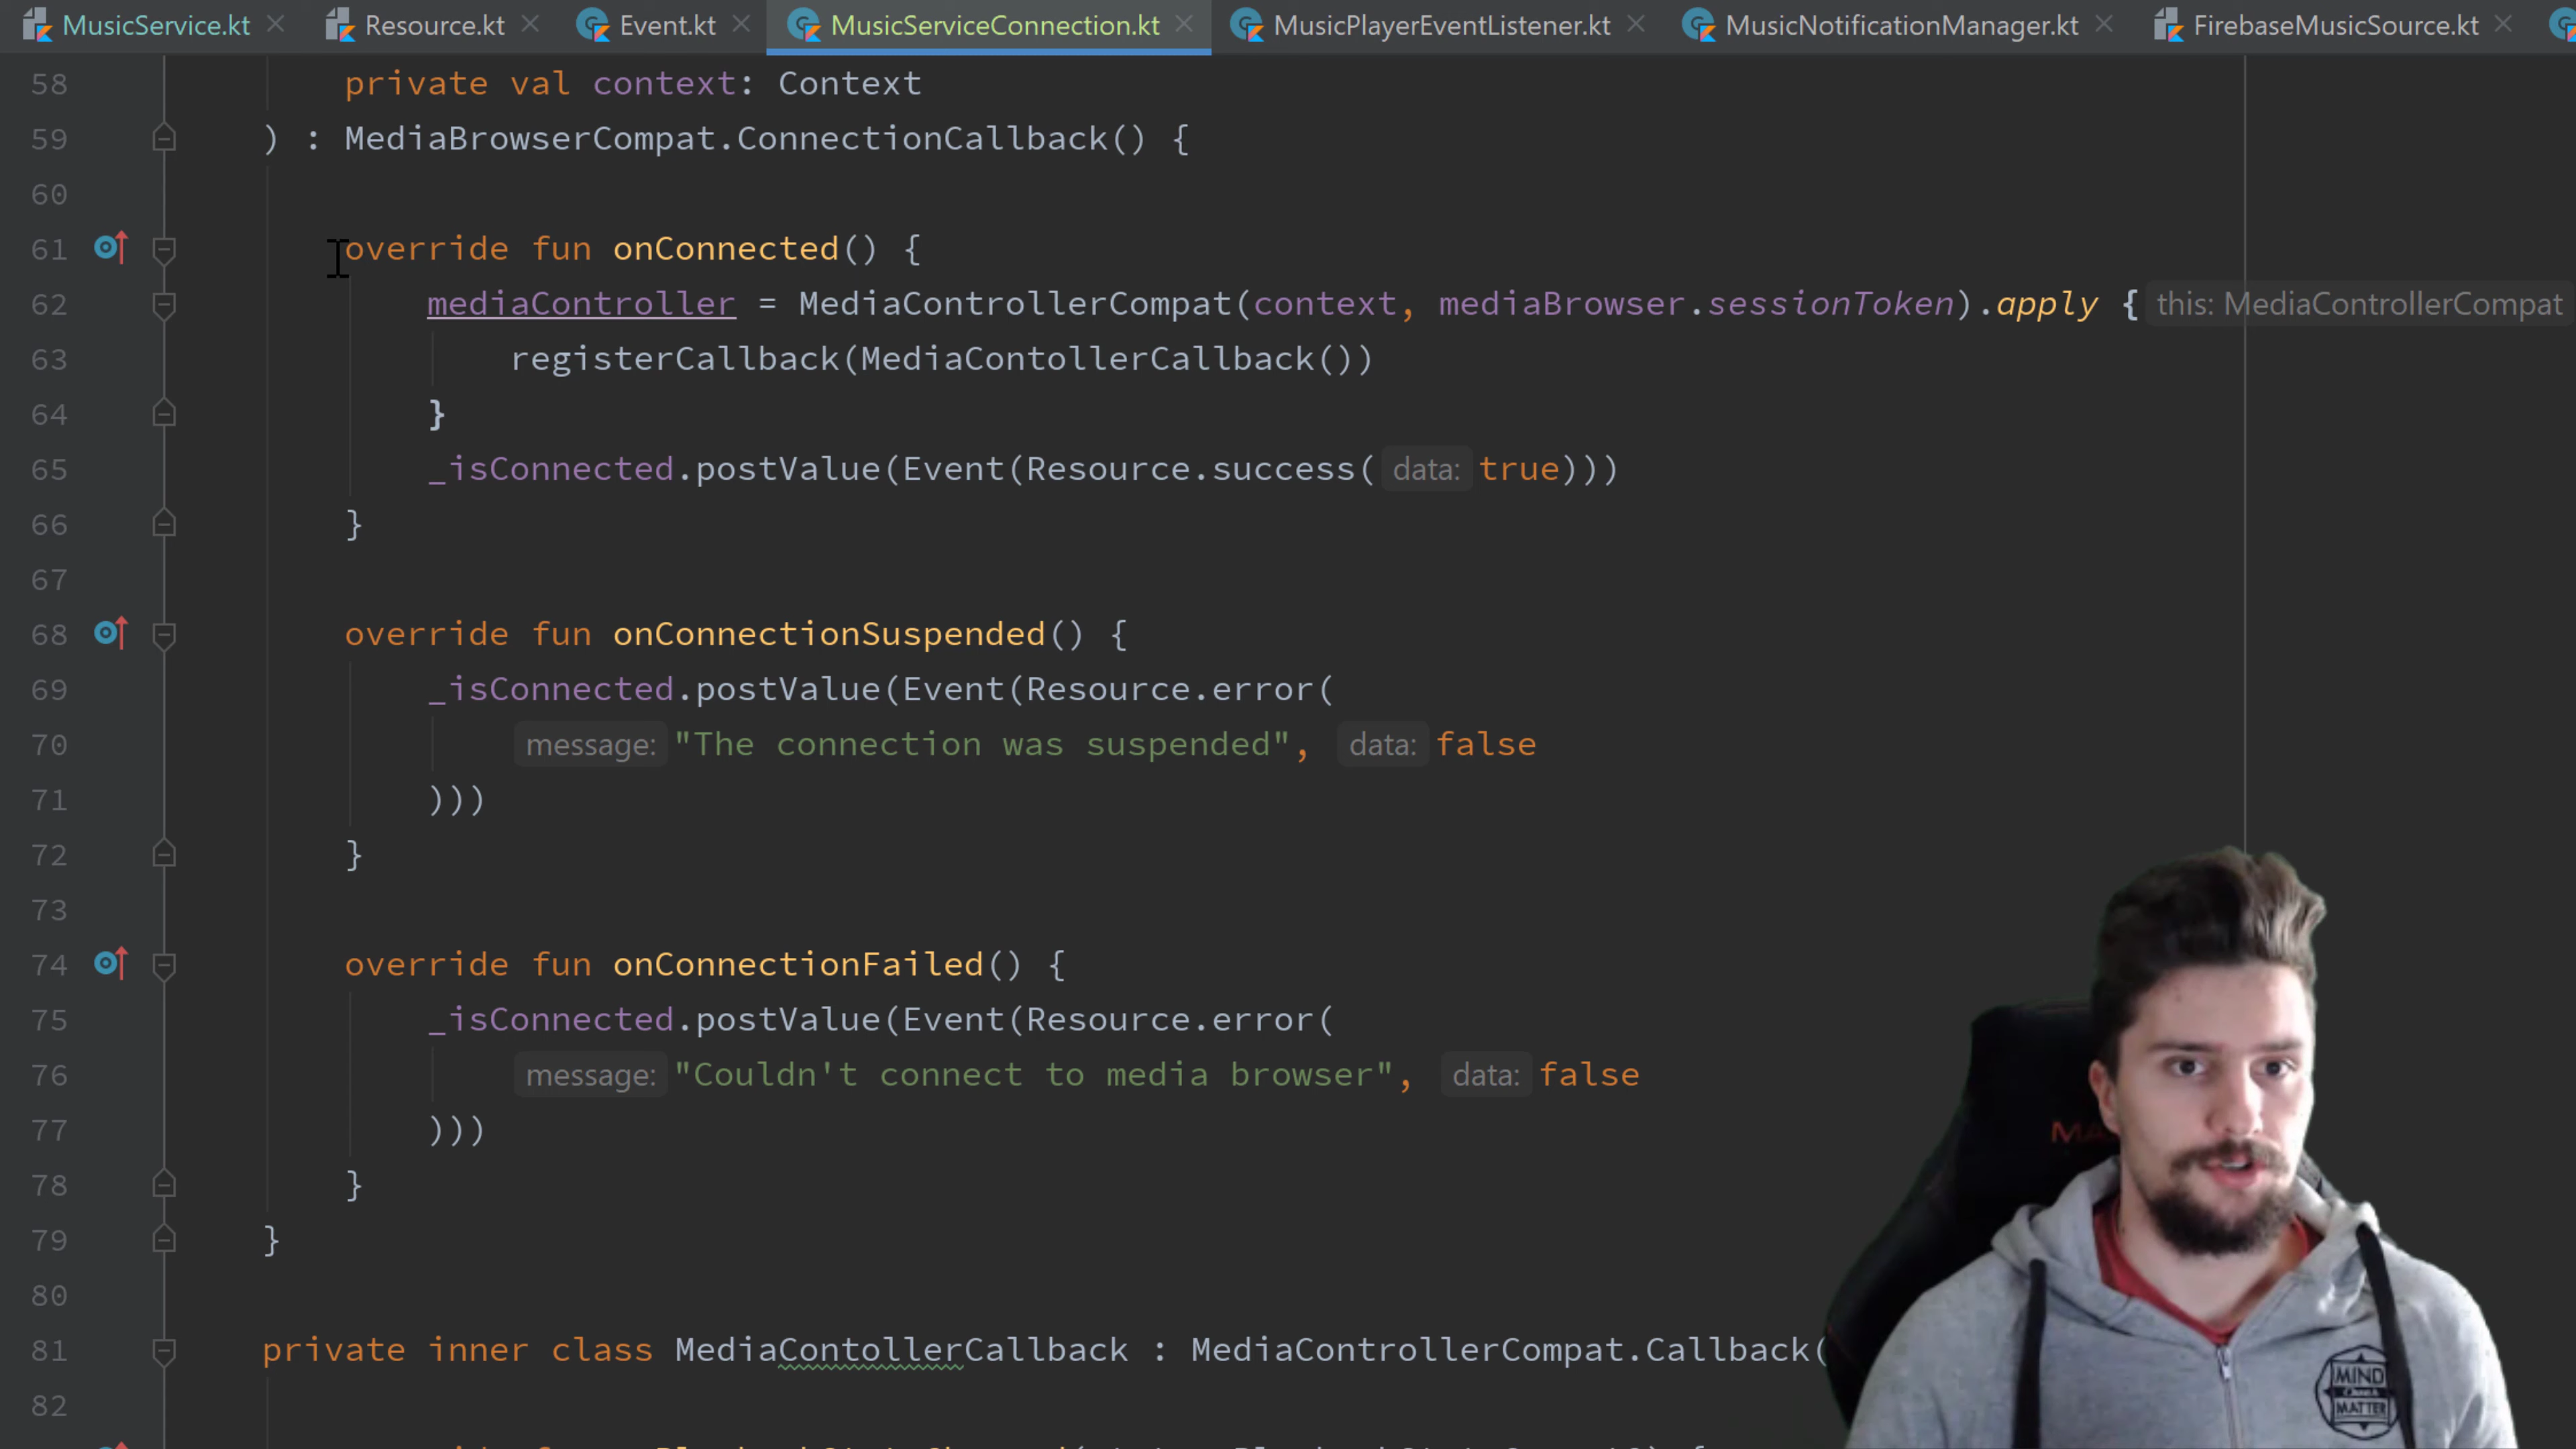 MusicService.kt
Resource.kt
Event.kt
MusicServiceConnection.kt
MusicPlayerEventListener.kt
MusicNotificationManager.kt
FirebaseMusicSource.kt
58 private val context: Context
59 ) : MediaBrowserCompat.ConnectionCallback() {
60
61 override fun onConnected() {
62 mediaController = MediaControllerCompat(context, mediaBrowser.sessionToken).apply { this: MediaControllerCompat
63 registerCallback(MediaContollerCallback())
64 }
65 _isConnected.postValue(Event(Resource.success( data: true)))
66 }
67
68 override fun onConnectionSuspended() {
69 _isConnected.postValue(Event(Resource.error(
70 message: "The connection was suspended", data: false
71 )))
72 }
73
74 override fun onConnectionFailed() {
75 _isConnected.postValue(Event(Resource.error(
76 message: "Couldn't connect to media browser", data: false
77 )))
78 }
79 }
80
81 private inner class MediaContollerCallback : MediaControllerCompat.Callback(
82
MIND
MATTER